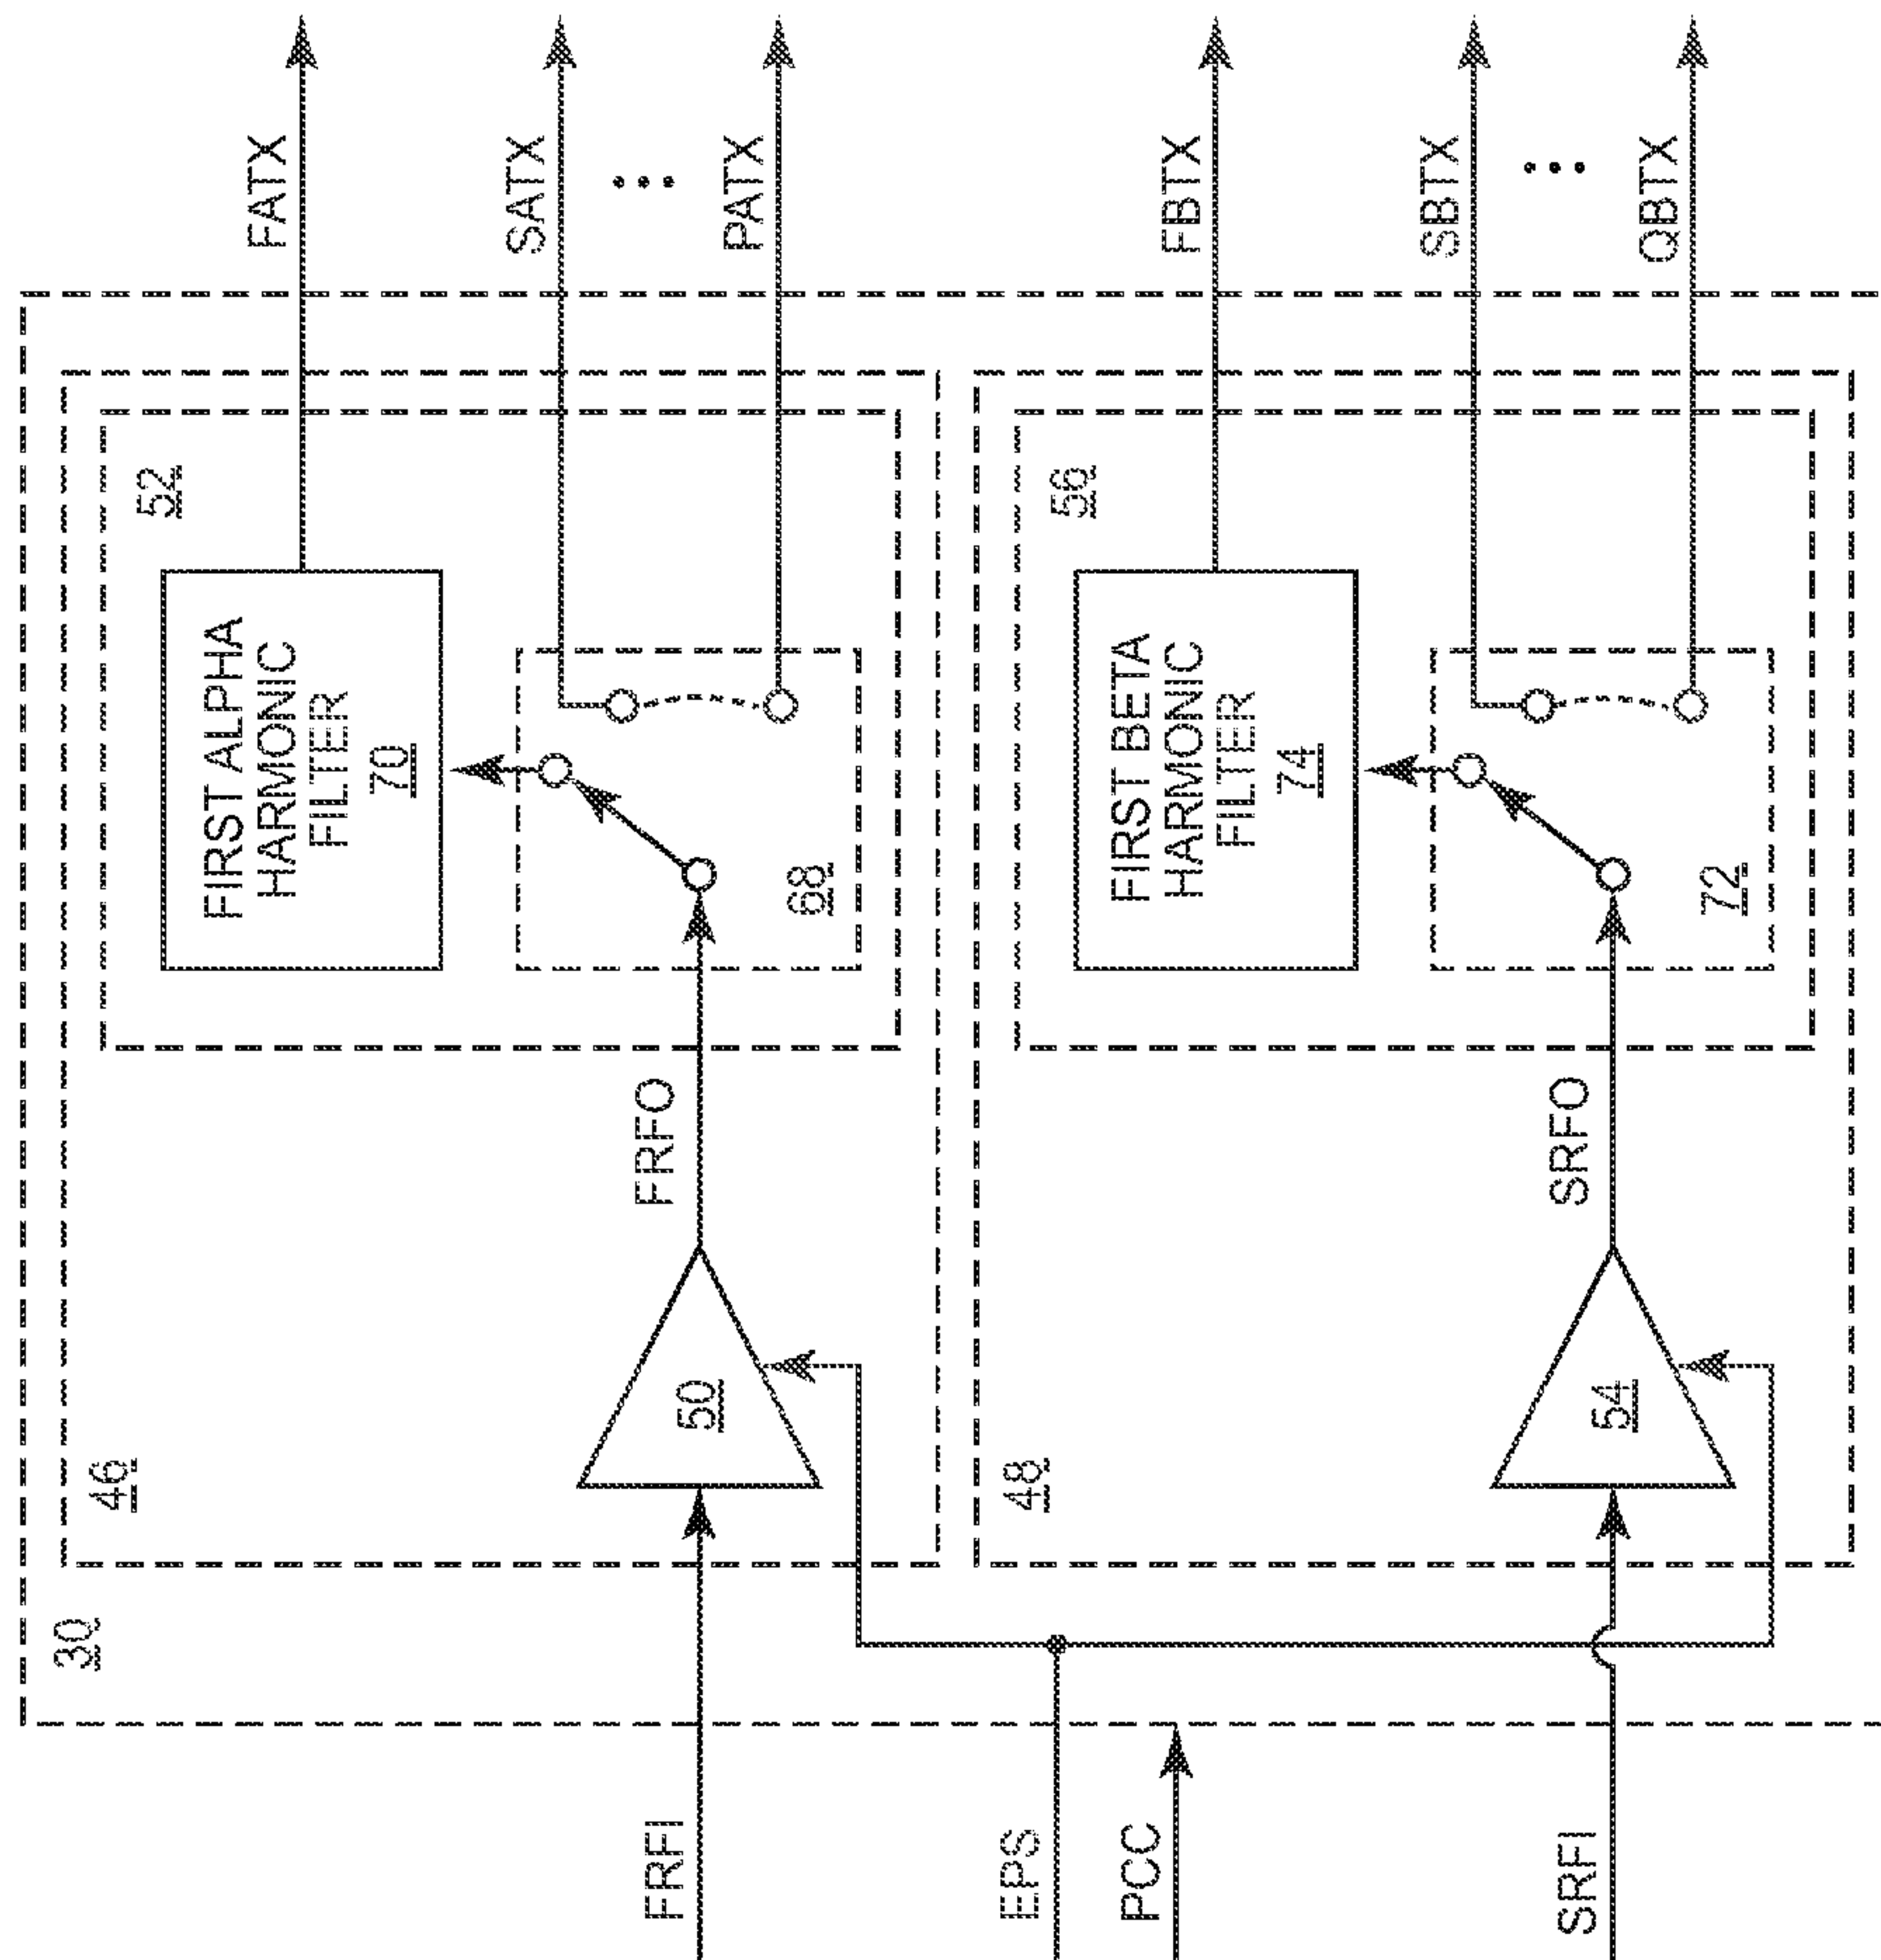 30
46
52
FIRST ALPHA
HARMONIC
FILTER
70
FATX
SATX
...
PATX
68
FRFO
50
FRFI
EPS
PCC
48
56
FIRST BETA
HARMONIC
FILTER
74
FBTX
SBTX
...
QBTX
72
SRFO
54
SRFI